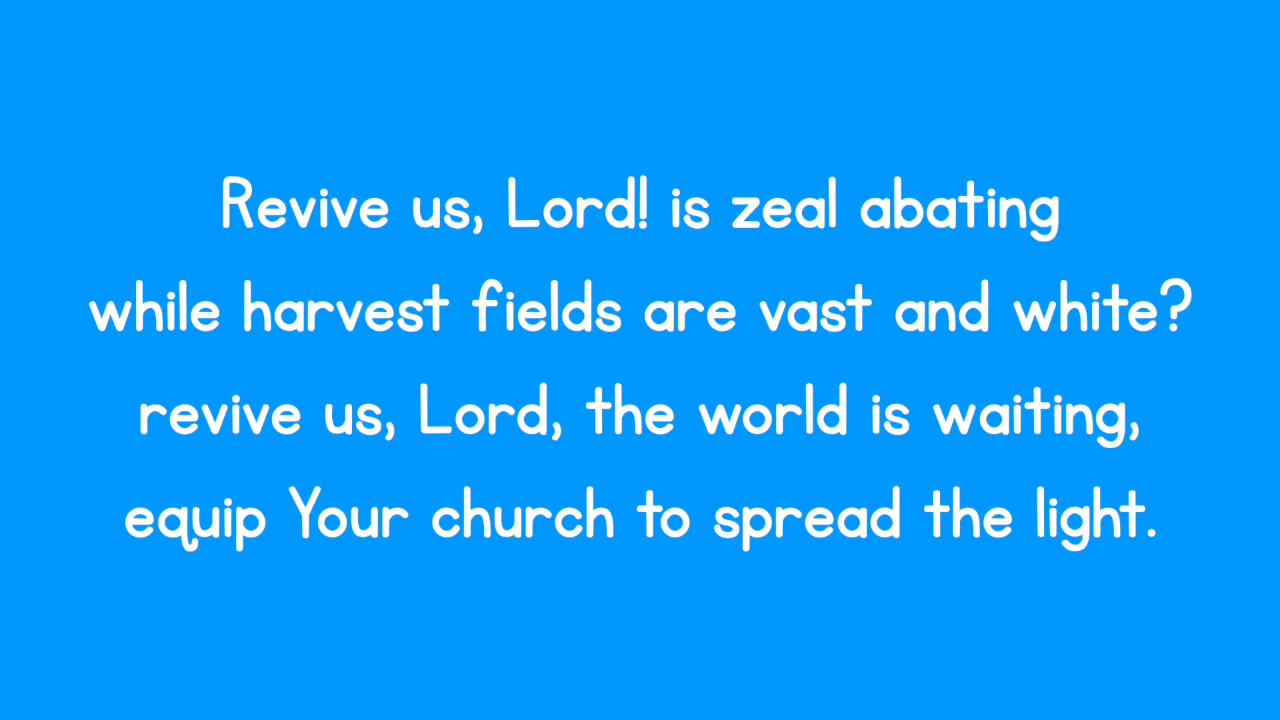 Revive us, Lord! is zeal abating
while harvest fields are vast and white?
revive us, Lord, the world is waiting,
equip Your church to spread the light.